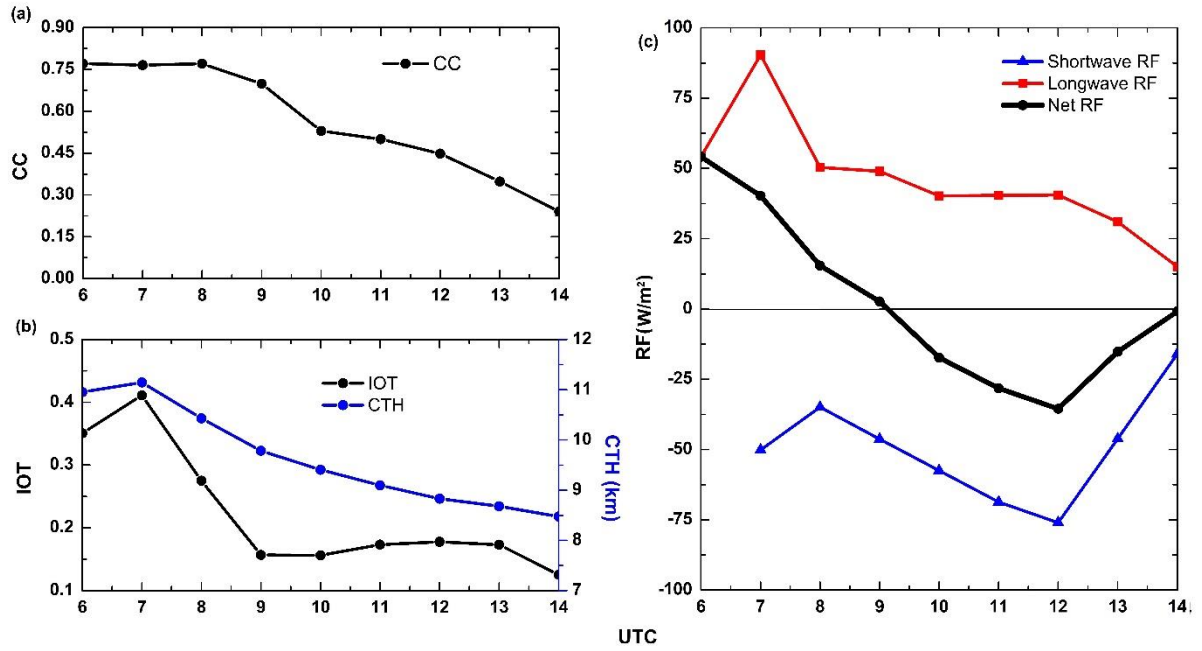 (a)
0.90
0.75
0.60
0.45
0.30
0.15
0.00
CC
CC
6 7 8 9 10 11 12 13 14
(b)
0.5
0.4
0.3
0.2
0.1
IOT
IOT
CTH
12
11
10
9
8
7
CTH (km)
6 7 8 9 10 11 12 13 14
(c)
100
75
50
25
0
-25
-50
-75
-100
RF(W/m²)
Shortwave RF
Longwave RF
Net RF
6 7 8 9 10 11 12 13 14
UTC